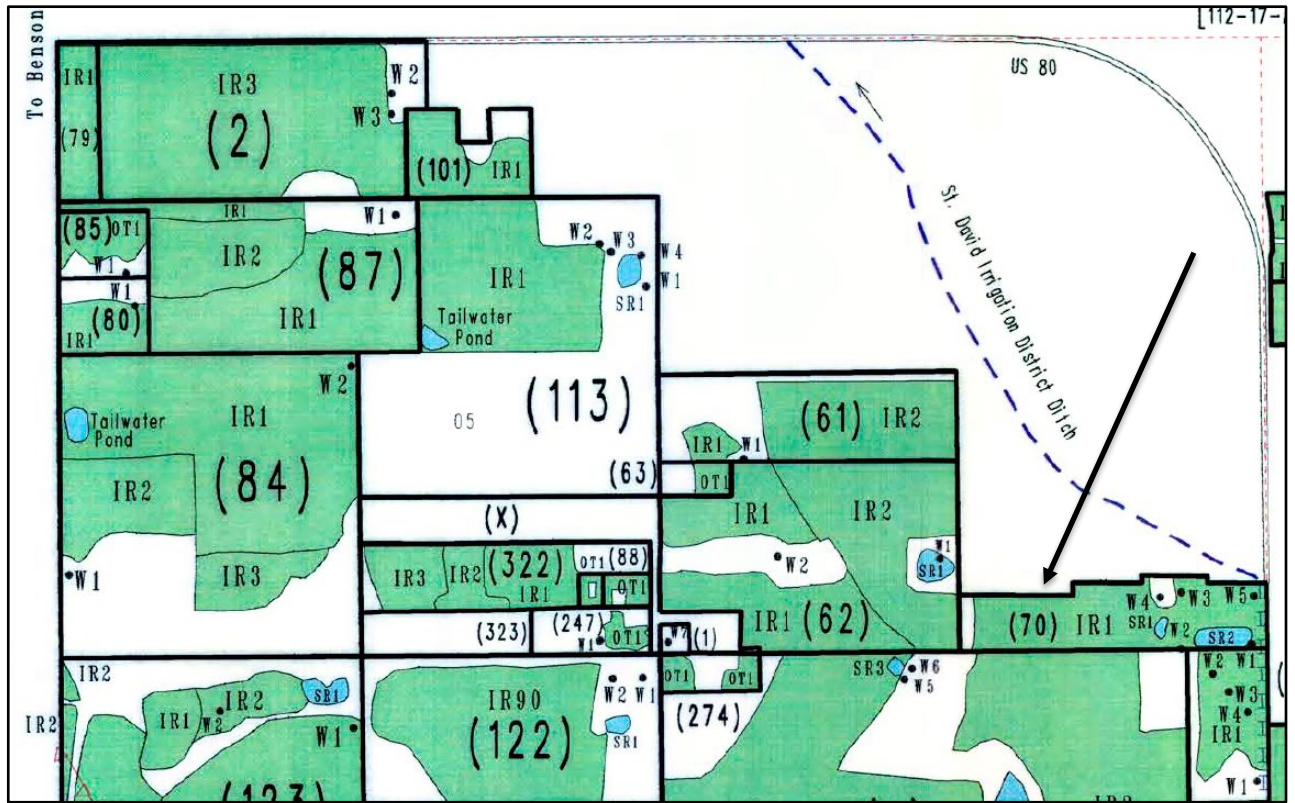 [112-17-
To Benson
US 80
IR1
(79)
IR3
(2)
W2
W3
(101)
IR1
St. David Irrigation District Ditch
(85)
OT1
W1
IR1
IR2
(87)
IR1
W1
W1
(80)
IR1
IR1
Tailwater
Pond
W2
W3
W4
W1
SR1
(113)
05
W2
Tailwater
Pond
IR1
(84)
IR2
IR3
W1
(61)
IR2
IR1
W1
(63)
OT1
(X)
IR1
IR2
W2
W1
SR1
IR1
(62)
IR3
IR2
(322)
IR1
OT1
(88)
OT1
(323)
(247)
W1
OT1
W7
(1)
(70)
IR1
W4
W3
W5
SR1
W2
SR2
W1
IR2
IR2
IR1
W2
IR2
SR1
W1
(123)
IR90
(122)
W2
W1
SR1
OT1
OT1
(274)
SR3
W6
W5
W2
W3
W4
IR1
W1